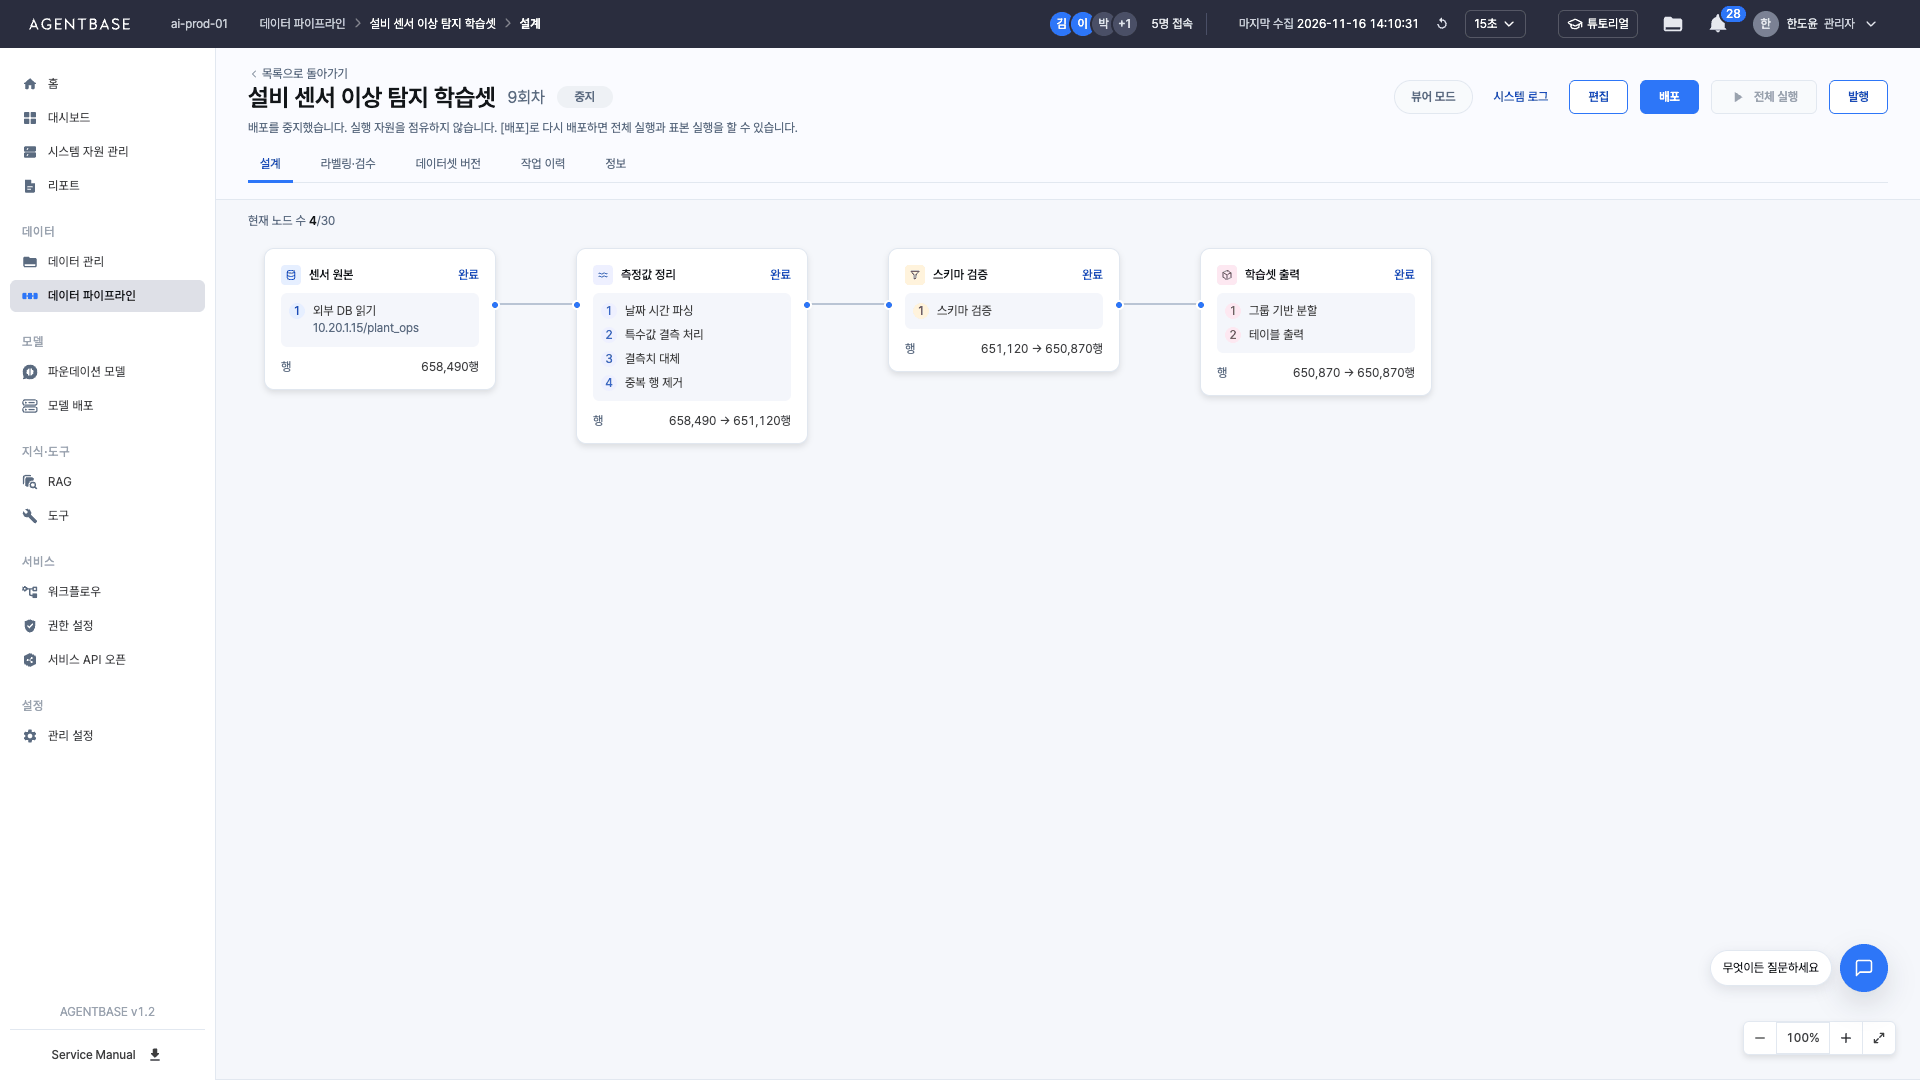 AGENTBASE
ai-prod-01
데이터 파이프라인 > 설비 센서 이상 탐지 학습셋 > 설계
김 이 박 +1 5명 접속
마지막 수집 2026-11-16 14:10:31
15초
튜토리얼
28
한 한도윤 관리자
홈
대시보드
시스템 자원 관리
리포트
데이터
데이터 관리
데이터 파이프라인
모델
파운데이션 모델
모델 배포
지식·도구
RAG
도구
서비스
워크플로우
권한 설정
서비스 API 오픈
설정
관리 설정
AGENTBASE v1.2
Service Manual
목록으로 돌아가기
설비 센서 이상 탐지 학습셋 9회차 중지
배포를 중지했습니다. 실행 자원을 점유하지 않습니다. [배포]로 다시 배포하면 전체 실행과 표본 실행을 할 수 있습니다.
뷰어 모드
시스템 로그
편집
배포
전체 실행
발행
설계
라벨링·검수
데이터셋 버전
작업 이력
정보
현재 노드 수 4/30
센서 원본 완료
1 외부 DB 읽기
10.20.1.15/plant_ops
행 658,490행
측정값 정리 완료
1 날짜 시간 파싱
2 특수값 결측 처리
3 결측치 대체
4 중복 행 제거
행 658,490 → 651,120행
스키마 검증 완료
1 스키마 검증
행 651,120 → 650,870행
학습셋 출력 완료
1 그룹 기반 분할
2 테이블 출력
행 650,870 → 650,870행
무엇이든 질문하세요
100%